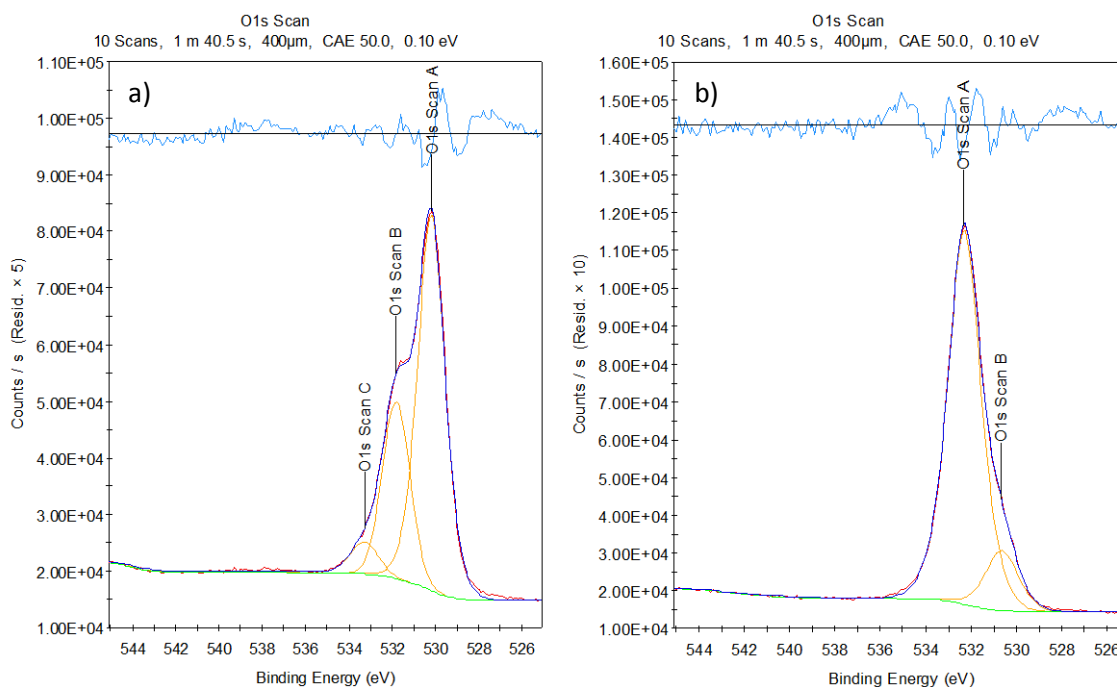 O1s Scan
10 Scans, 1 m 40.5 s, 400µm, CAE 50.0, 0.10 eV
a)
1.10E+05
1.00E+05
9.00E+04
8.00E+04
7.00E+04
6.00E+04
5.00E+04
4.00E+04
3.00E+04
2.00E+04
1.00E+04
Counts / s (Resid. × 5)
O1s Scan C
O1s Scan B
O1s Scan A
544 542 540 538 536 534 532 530 528 526
Binding Energy (eV)
O1s Scan
10 Scans, 1 m 40.5 s, 400µm, CAE 50.0, 0.10 eV
b)
1.60E+05
1.50E+05
1.40E+05
1.30E+05
1.20E+05
1.10E+05
1.00E+05
9.00E+04
8.00E+04
7.00E+04
6.00E+04
5.00E+04
4.00E+04
3.00E+04
2.00E+04
1.00E+04
Counts / s (Resid. × 10)
O1s Scan A
O1s Scan B
544 542 540 538 536 534 532 530 528 526
Binding Energy (eV)